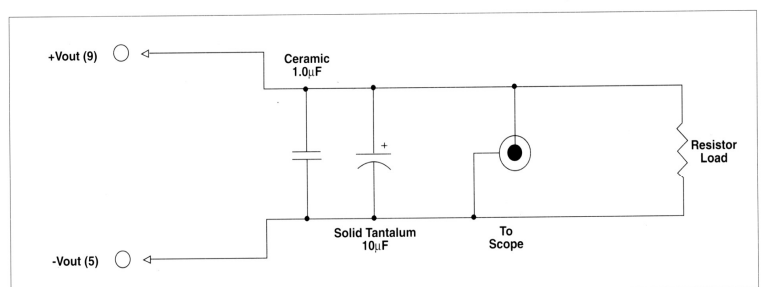 +Vout (9)
Ceramic
1.0μF
+
Resistor
Load
Solid Tantalum
10μF
To
Scope
-Vout (5)